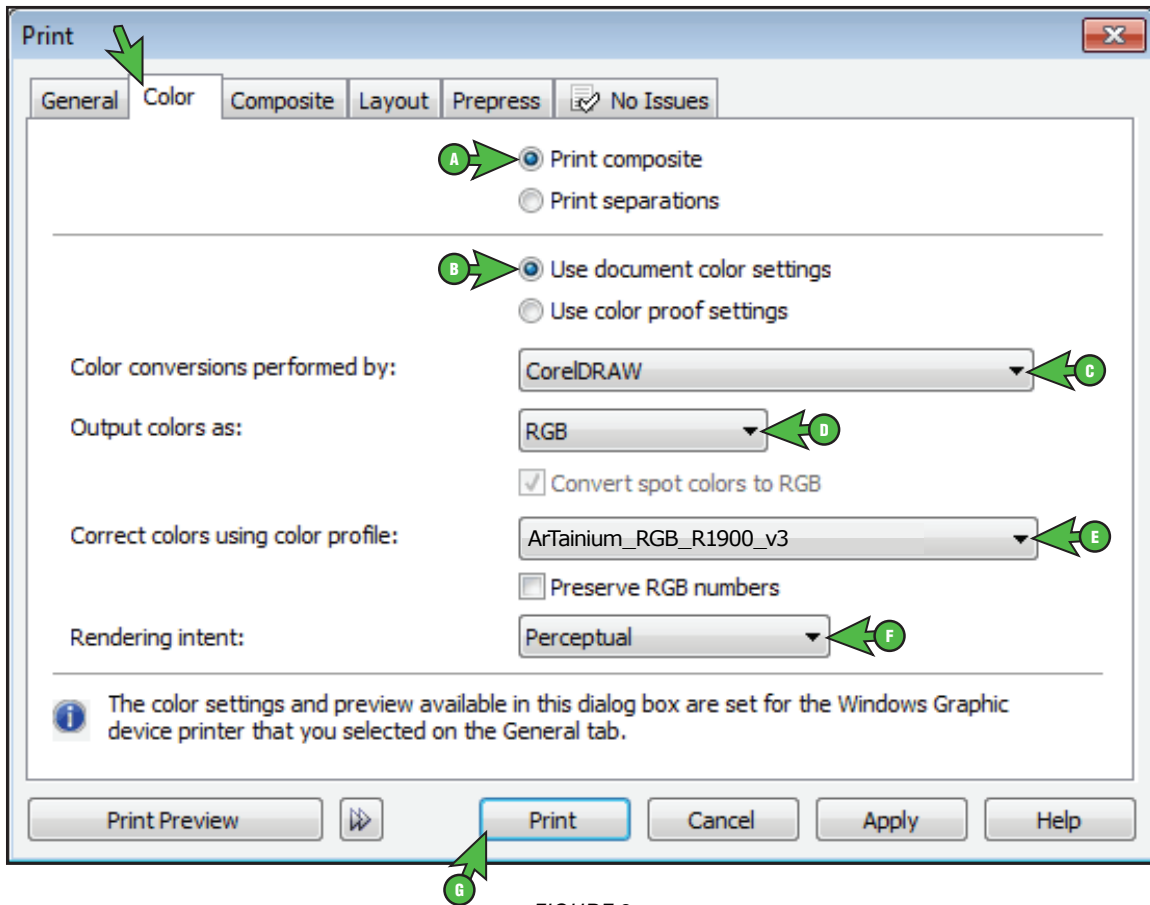 Print
General Color Composite Layout Prepress No Issues
A Print composite
Print separations
B Use document color settings
Use color proof settings
Color conversions performed by: CorelDRAW C
Output colors as: RGB D
Convert spot colors to RGB
Correct colors using color profile: ArTainium_RGB_R1900_v3 E
Preserve RGB numbers
Rendering intent: Perceptual F
The color settings and preview available in this dialog box are set for the Windows Graphic
device printer that you selected on the General tab.
Print Preview Print Cancel Apply Help
G